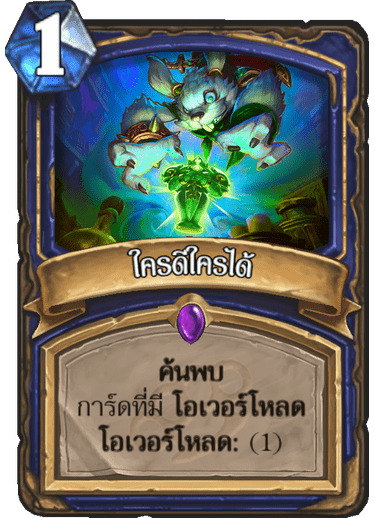 1
ใครดีใครได้
ค้นพบ
การ์ดที่มี โอเวอร์โหลด
โอเวอร์โหลด: (1)